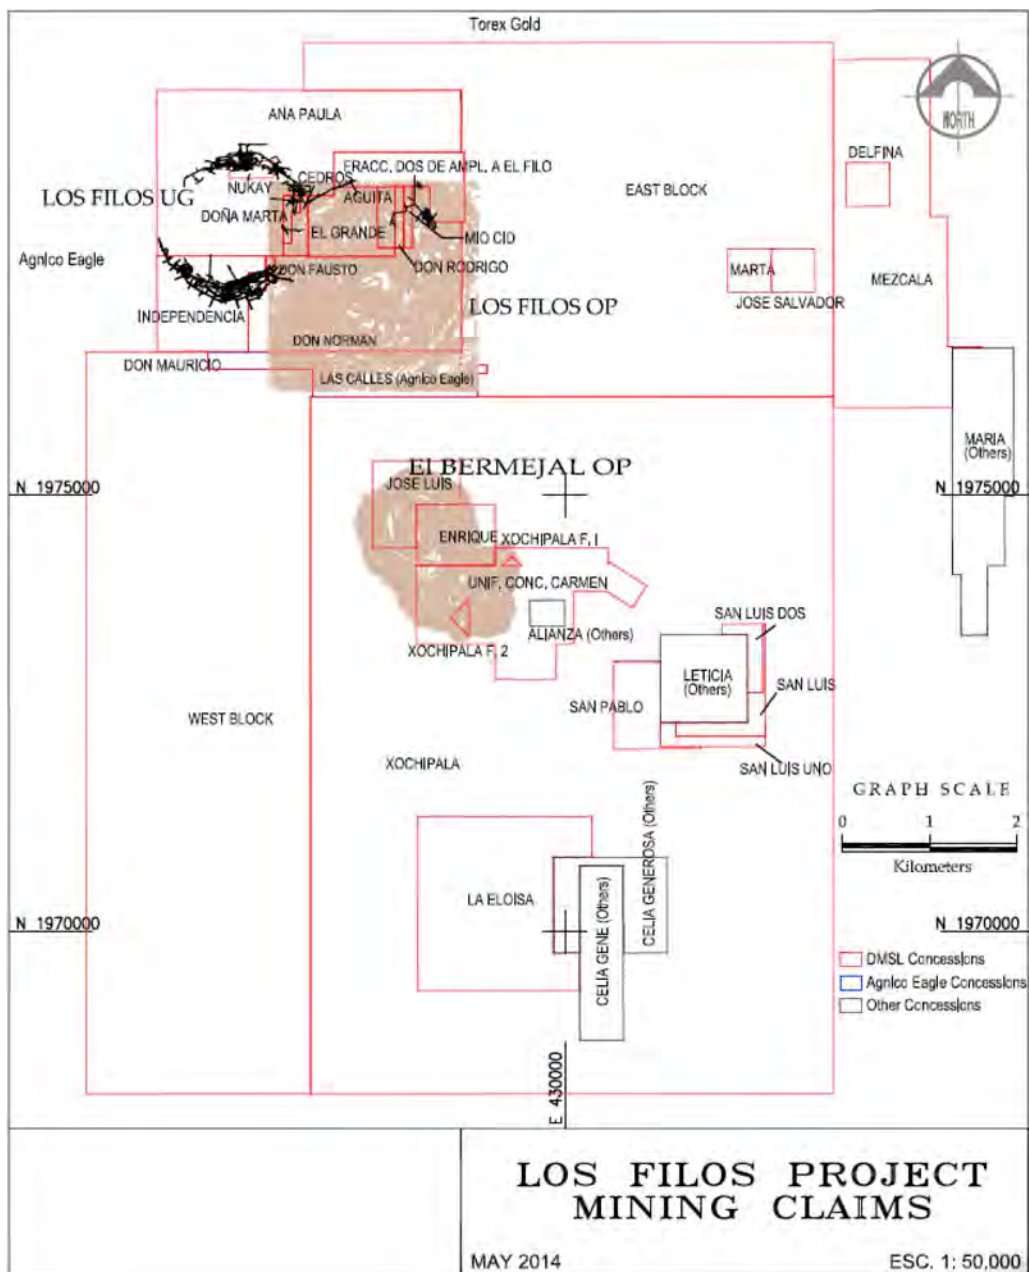 Torex Gold
NORTH
ANA PAULA
DELFINA
FRACC. DOS DE AMPL. A EL FILO
CEDROS
NUKAY
EAST BLOCK
LOS FILOS UG
AGUITA
DOÑA MARTA
EL GRANDE
MIO CID
Agnico Eagle
DON FAUSTO
DON RODRIGO
MARTA
MEZCALA
JOSE SALVADOR
LOS FILOS OP
INDEPENDENCIA
DON NORMAN
DON MAURICIO
LAS CALLES (Agnico Eagle)
MARIA
(Others)
El BERMEJAL OP
JOSE LUIS
N 1975000
N 1975000
ENRIQUE
XOCHIPALA F. 1
UNIF. CONC. CARMEN
SAN LUIS DOS
ALIANZA (Others)
XOCHIPALA F. 2
LETICIA
(Others)
SAN LUIS
SAN PABLO
WEST BLOCK
XOCHIPALA
SAN LUIS UNO
GRAPH SCALE
0 1 2
Kilometers
CELIA GENEROSA (Others)
LA ELOISA
CELIA GENE (Others)
N 1970000
N 1970000
DMSL Concessions
Agnico Eagle Concessions
Other Concessions
E 430000
LOS FILOS PROJECT
MINING CLAIMS
MAY 2014
ESC. 1: 50,000